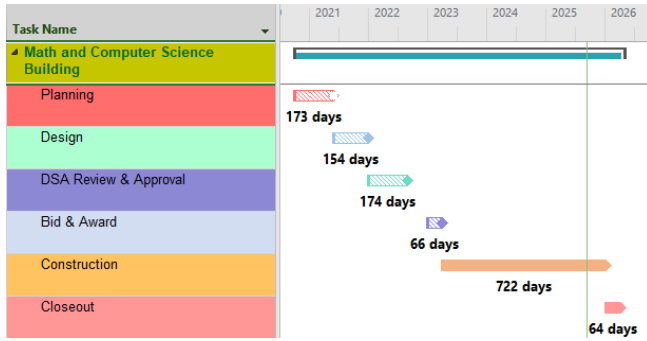 2021 2022 2023 2024 2025 2026
Task Name
Math and Computer Science
Building
Planning
173 days
Design
154 days
DSA Review & Approval
174 days
Bid & Award
66 days
Construction
722 days
Closeout
64 days